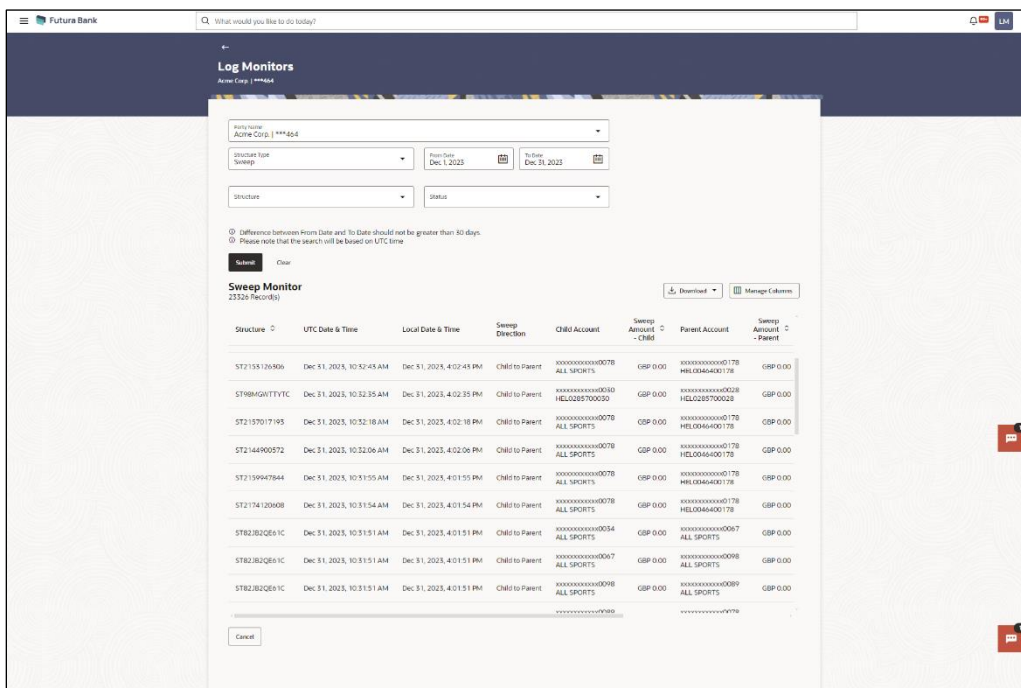 Futura Bank
What would you like to do today?
LM
Log Monitors
Acme Corp. | ***464
Party Name
Acme Corp. | ***464
Structure Type
Sweep
From Date
Dec 1, 2023
To Date
Dec 31, 2023
Structure
Status
Difference between From Date and To Date should not be greater than 30 days
Please note that the search will be based on UTC time
Submit Clear
Sweep Monitor
23326 Record(s)
Download Manage Columns
Structure UTC Date & Time Local Date & Time Sweep Direction Child Account Sweep Amount - Child Parent Account Sweep Amount - Parent
ST2153126306 Dec 31, 2023, 10:32:43 AM Dec 31, 2023, 4:02:43 PM Child to Parent xxxxxxxxxxxx0078 GBP 0.00 xxxxxxxxxxxx0178 GBP 0.00
ALL SPORTS HEL0046400178
ST98MGWTTYTC Dec 31, 2023, 10:32:35 AM Dec 31, 2023, 4:02:35 PM Child to Parent xxxxxxxxxxxx0030 GBP 0.00 xxxxxxxxxxxx0028 GBP 0.00
HEL0285700030 HEL0285700028
ST2157017193 Dec 31, 2023, 10:32:18 AM Dec 31, 2023, 4:02:18 PM Child to Parent xxxxxxxxxxxx0078 GBP 0.00 xxxxxxxxxxxx0178 GBP 0.00
ALL SPORTS HEL0046400178
ST2144900572 Dec 31, 2023, 10:32:06 AM Dec 31, 2023, 4:02:06 PM Child to Parent xxxxxxxxxxxx0078 GBP 0.00 xxxxxxxxxxxx0178 GBP 0.00
ALL SPORTS HEL0046400178
ST2159947844 Dec 31, 2023, 10:31:55 AM Dec 31, 2023, 4:01:55 PM Child to Parent xxxxxxxxxxxx0078 GBP 0.00 xxxxxxxxxxxx0178 GBP 0.00
ALL SPORTS HEL0046400178
ST2174120608 Dec 31, 2023, 10:31:54 AM Dec 31, 2023, 4:01:54 PM Child to Parent xxxxxxxxxxxx0078 GBP 0.00 xxxxxxxxxxxx0178 GBP 0.00
ALL SPORTS HEL0046400178
ST82JB2QE61C Dec 31, 2023, 10:31:51 AM Dec 31, 2023, 4:01:51 PM Child to Parent xxxxxxxxxxxx0034 GBP 0.00 xxxxxxxxxxxx0067 GBP 0.00
ALL SPORTS ALL SPORTS
ST82JB2QE61C Dec 31, 2023, 10:31:51 AM Dec 31, 2023, 4:01:51 PM Child to Parent xxxxxxxxxxxx0067 GBP 0.00 xxxxxxxxxxxx0098 GBP 0.00
ALL SPORTS ALL SPORTS
ST82JB2QE61C Dec 31, 2023, 10:31:51 AM Dec 31, 2023, 4:01:51 PM Child to Parent xxxxxxxxxxxx0098 GBP 0.00 xxxxxxxxxxxx0089 GBP 0.00
ALL SPORTS ALL SPORTS
Cancel